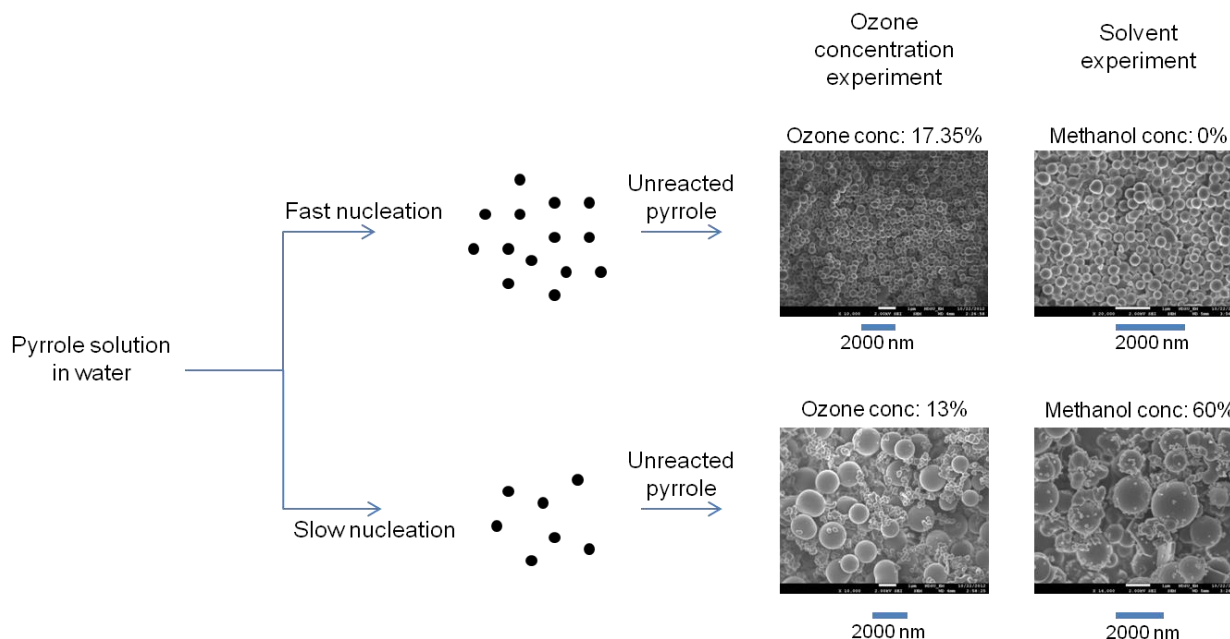 Ozone
concentration
experiment
Solvent
experiment
Ozone conc: 17.35%
Methanol conc: 0%
Fast nucleation
Unreacted
pyrrole
2000 nm
2000 nm
Pyrrole solution
in water
Ozone conc: 13%
Methanol conc: 60%
Slow nucleation
Unreacted
pyrrole
2000 nm
2000 nm